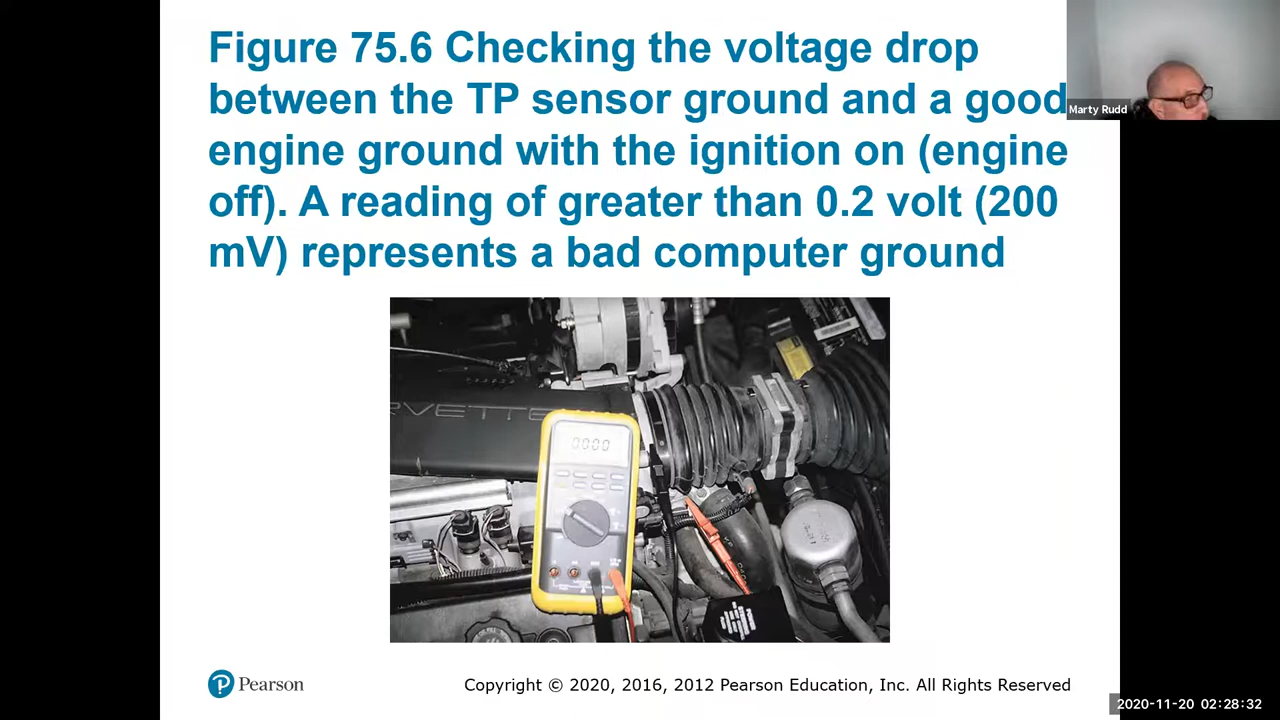 Figure 75.6 Checking the voltage drop
between the TP sensor ground and a good
engine ground with the ignition on (engine
off). A reading of greater than 0.2 volt (200
mV) represents a bad computer ground
Marty Rudd
RVETTE
0000
Pearson
Copyright © 2020, 2016, 2012 Pearson Education, Inc. All Rights Reserved
2020-11-20 02:28:32